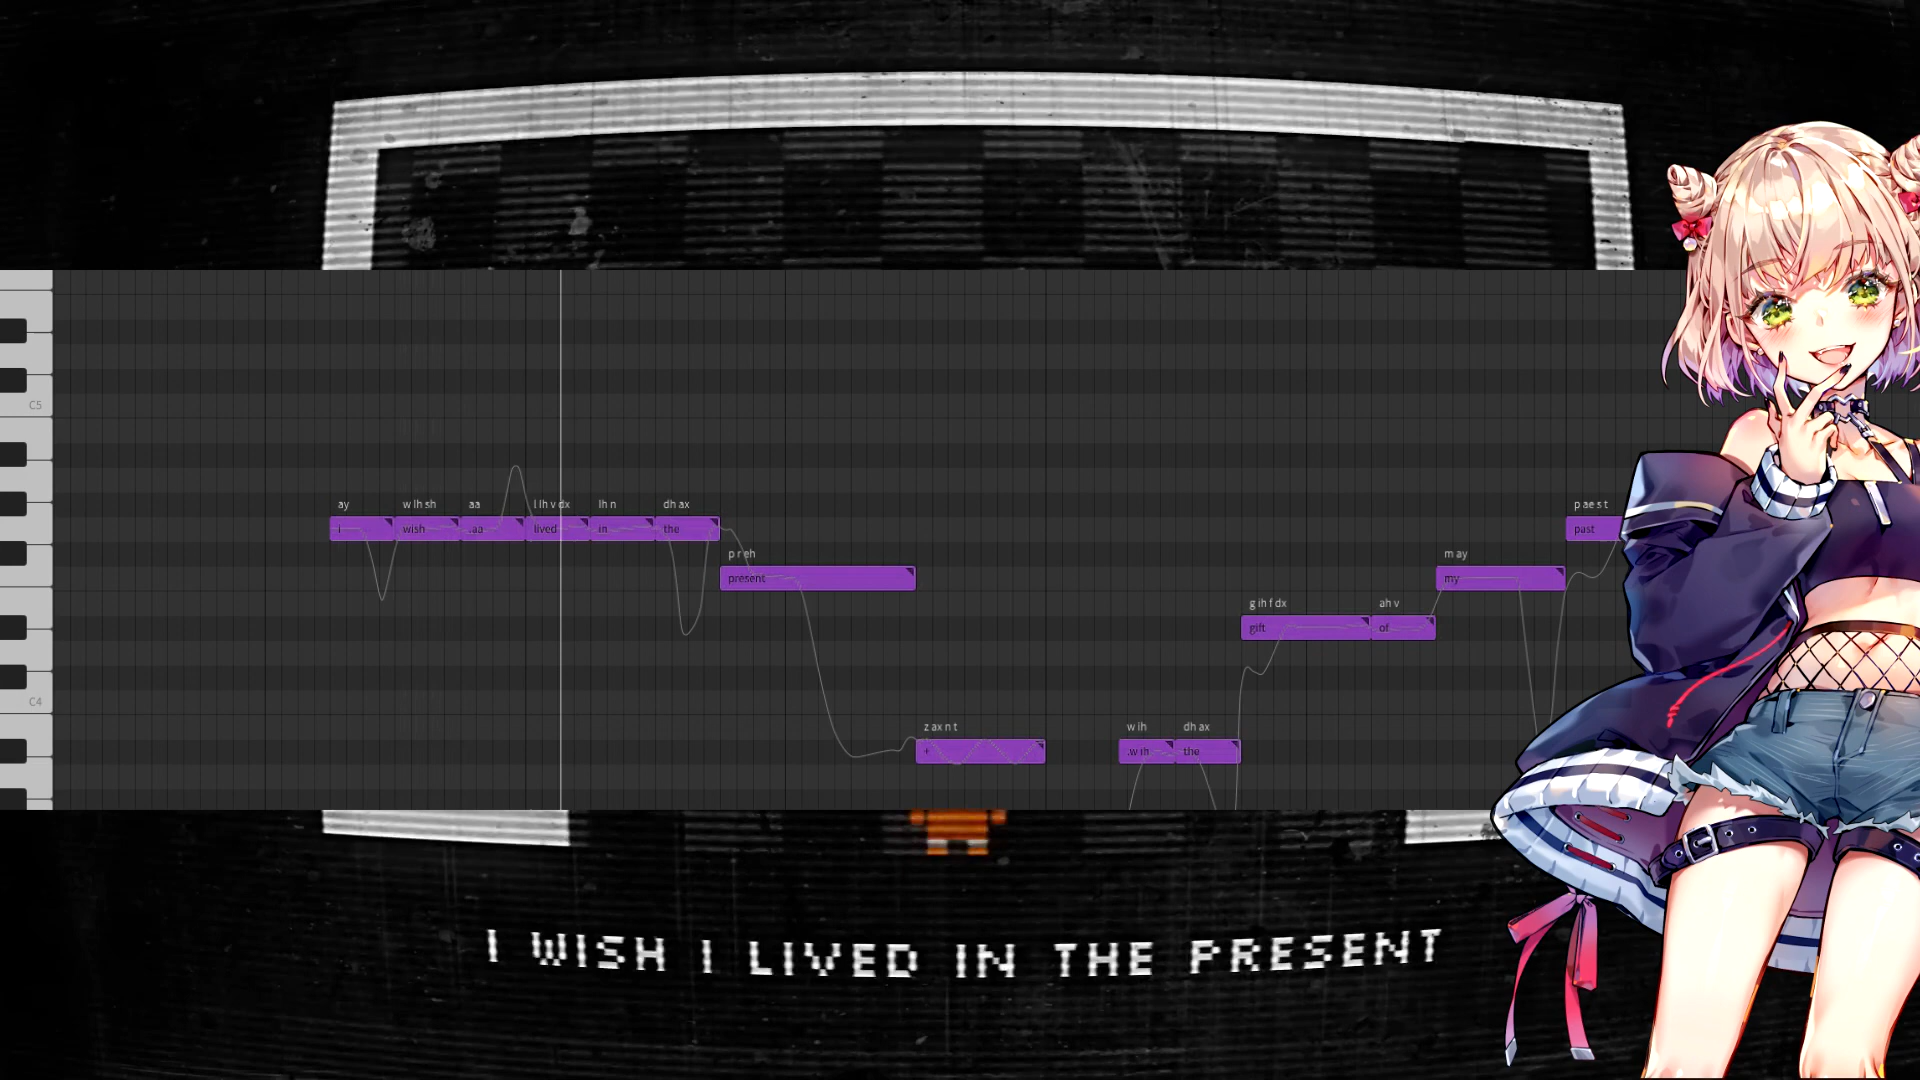 C5
ay w ih sh aa l ih v dx ih n dh ax
i wish .aa lived in the
p r eh
present
z ax n t
+
w ih dh ax
.w ih the
g ih f dx ah v
gift of
m ay
my
p ae s t
past
C4
I WISH I LIVED IN THE PRESENT